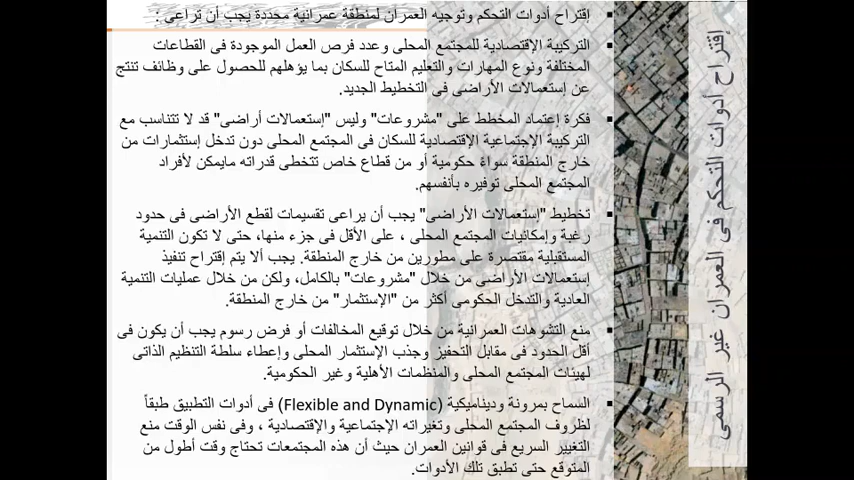 إقتراح أدوات التحكم فى العمران غير الرسمى
إقتراح أدوات التحكم وتوجيه العمران لمنطقة عمرانية محددة يجب أن تراعى :
التركيبة الإقتصادية للمجتمع المحلى وعدد فرص العمل الموجودة فى القطاعات
المختلفة ونوع المهارات والتعليم المتاح للسكان بما يؤهلهم للحصول على وظائف تنتج
عن إستعمالات الأراضى فى التخطيط الجديد.
فكرة إعتماد المخطط على "مشروعات" وليس "إستعمالات أراضى" قد لا تتناسب مع
التركيبة الإجتماعية الإقتصادية للسكان فى المجتمع المحلى دون تدخل إستثمارات من
خارج المنطقة سواءً حكومية أو من قطاع خاص تتخطى قدراته مايمكن لأفراد
المجتمع المحلى توفيره بأنفسهم.
تخطيط "إستعمالات الأراضى" يجب أن يراعى تقسيمات لقطع الأراضى فى حدود
رغبة وإمكانيات المجتمع المحلى ، على الأقل فى جزء منها، حتى لا تكون التنمية
المستقبلية مقتصرة على مطورين من خارج المنطقة. يجب ألا يتم إقتراح تنفيذ
إستعمالات الأراضى من خلال "مشروعات" بالكامل، ولكن من خلال عمليات التنمية
العادية والتدخل الحكومى أكثر من "الإستثمار" من خارج المنطقة.
منع التشوهات العمرانية من خلال توقيع المخالفات أو فرض رسوم يجب أن يكون فى
أقل الحدود فى مقابل التحفيز وجذب الإستثمار المحلى وإعطاء سلطة التنظيم الذاتى
لهيئات المجتمع المحلى والمنظمات الأهلية وغير الحكومية.
السماح بمرونة وديناميكية (Flexible and Dynamic) فى أدوات التطبيق طبقاً
لظروف المجتمع المحلى وتغيراته الإجتماعية والإقتصادية ، وفى نفس الوقت منع
التغيير السريع فى قوانين العمران حيث أن هذه المجتمعات تحتاج وقت أطول من
المتوقع حتى تطبق تلك الأدوات.